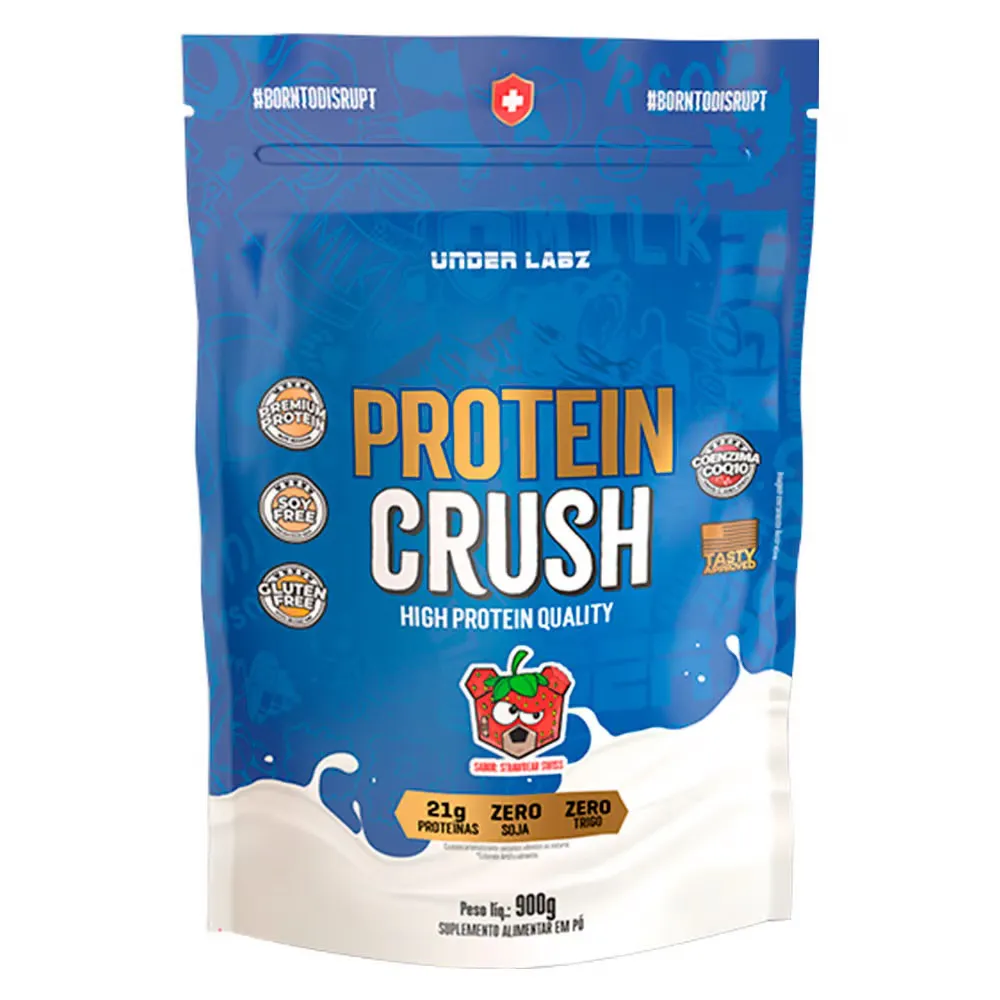 #BORNTODISRUPT
#BORNTODISRUPT
UNDER LABZ
PROTEIN
CRUSH
HIGH PROTEIN QUALITY
PREMIUM
PROTEIN
SOY
FREE
GLUTEN
FREE
COENZIMA
COQ10
TASTY
APPROVED
MILK
SABOR: STRAWBEAR SWISS
21g
PROTEÍNAS
ZERO
SOJA
ZERO
TRIGO
Peso líq.: 900g
SUPLEMENTO ALIMENTAR EM PÓ